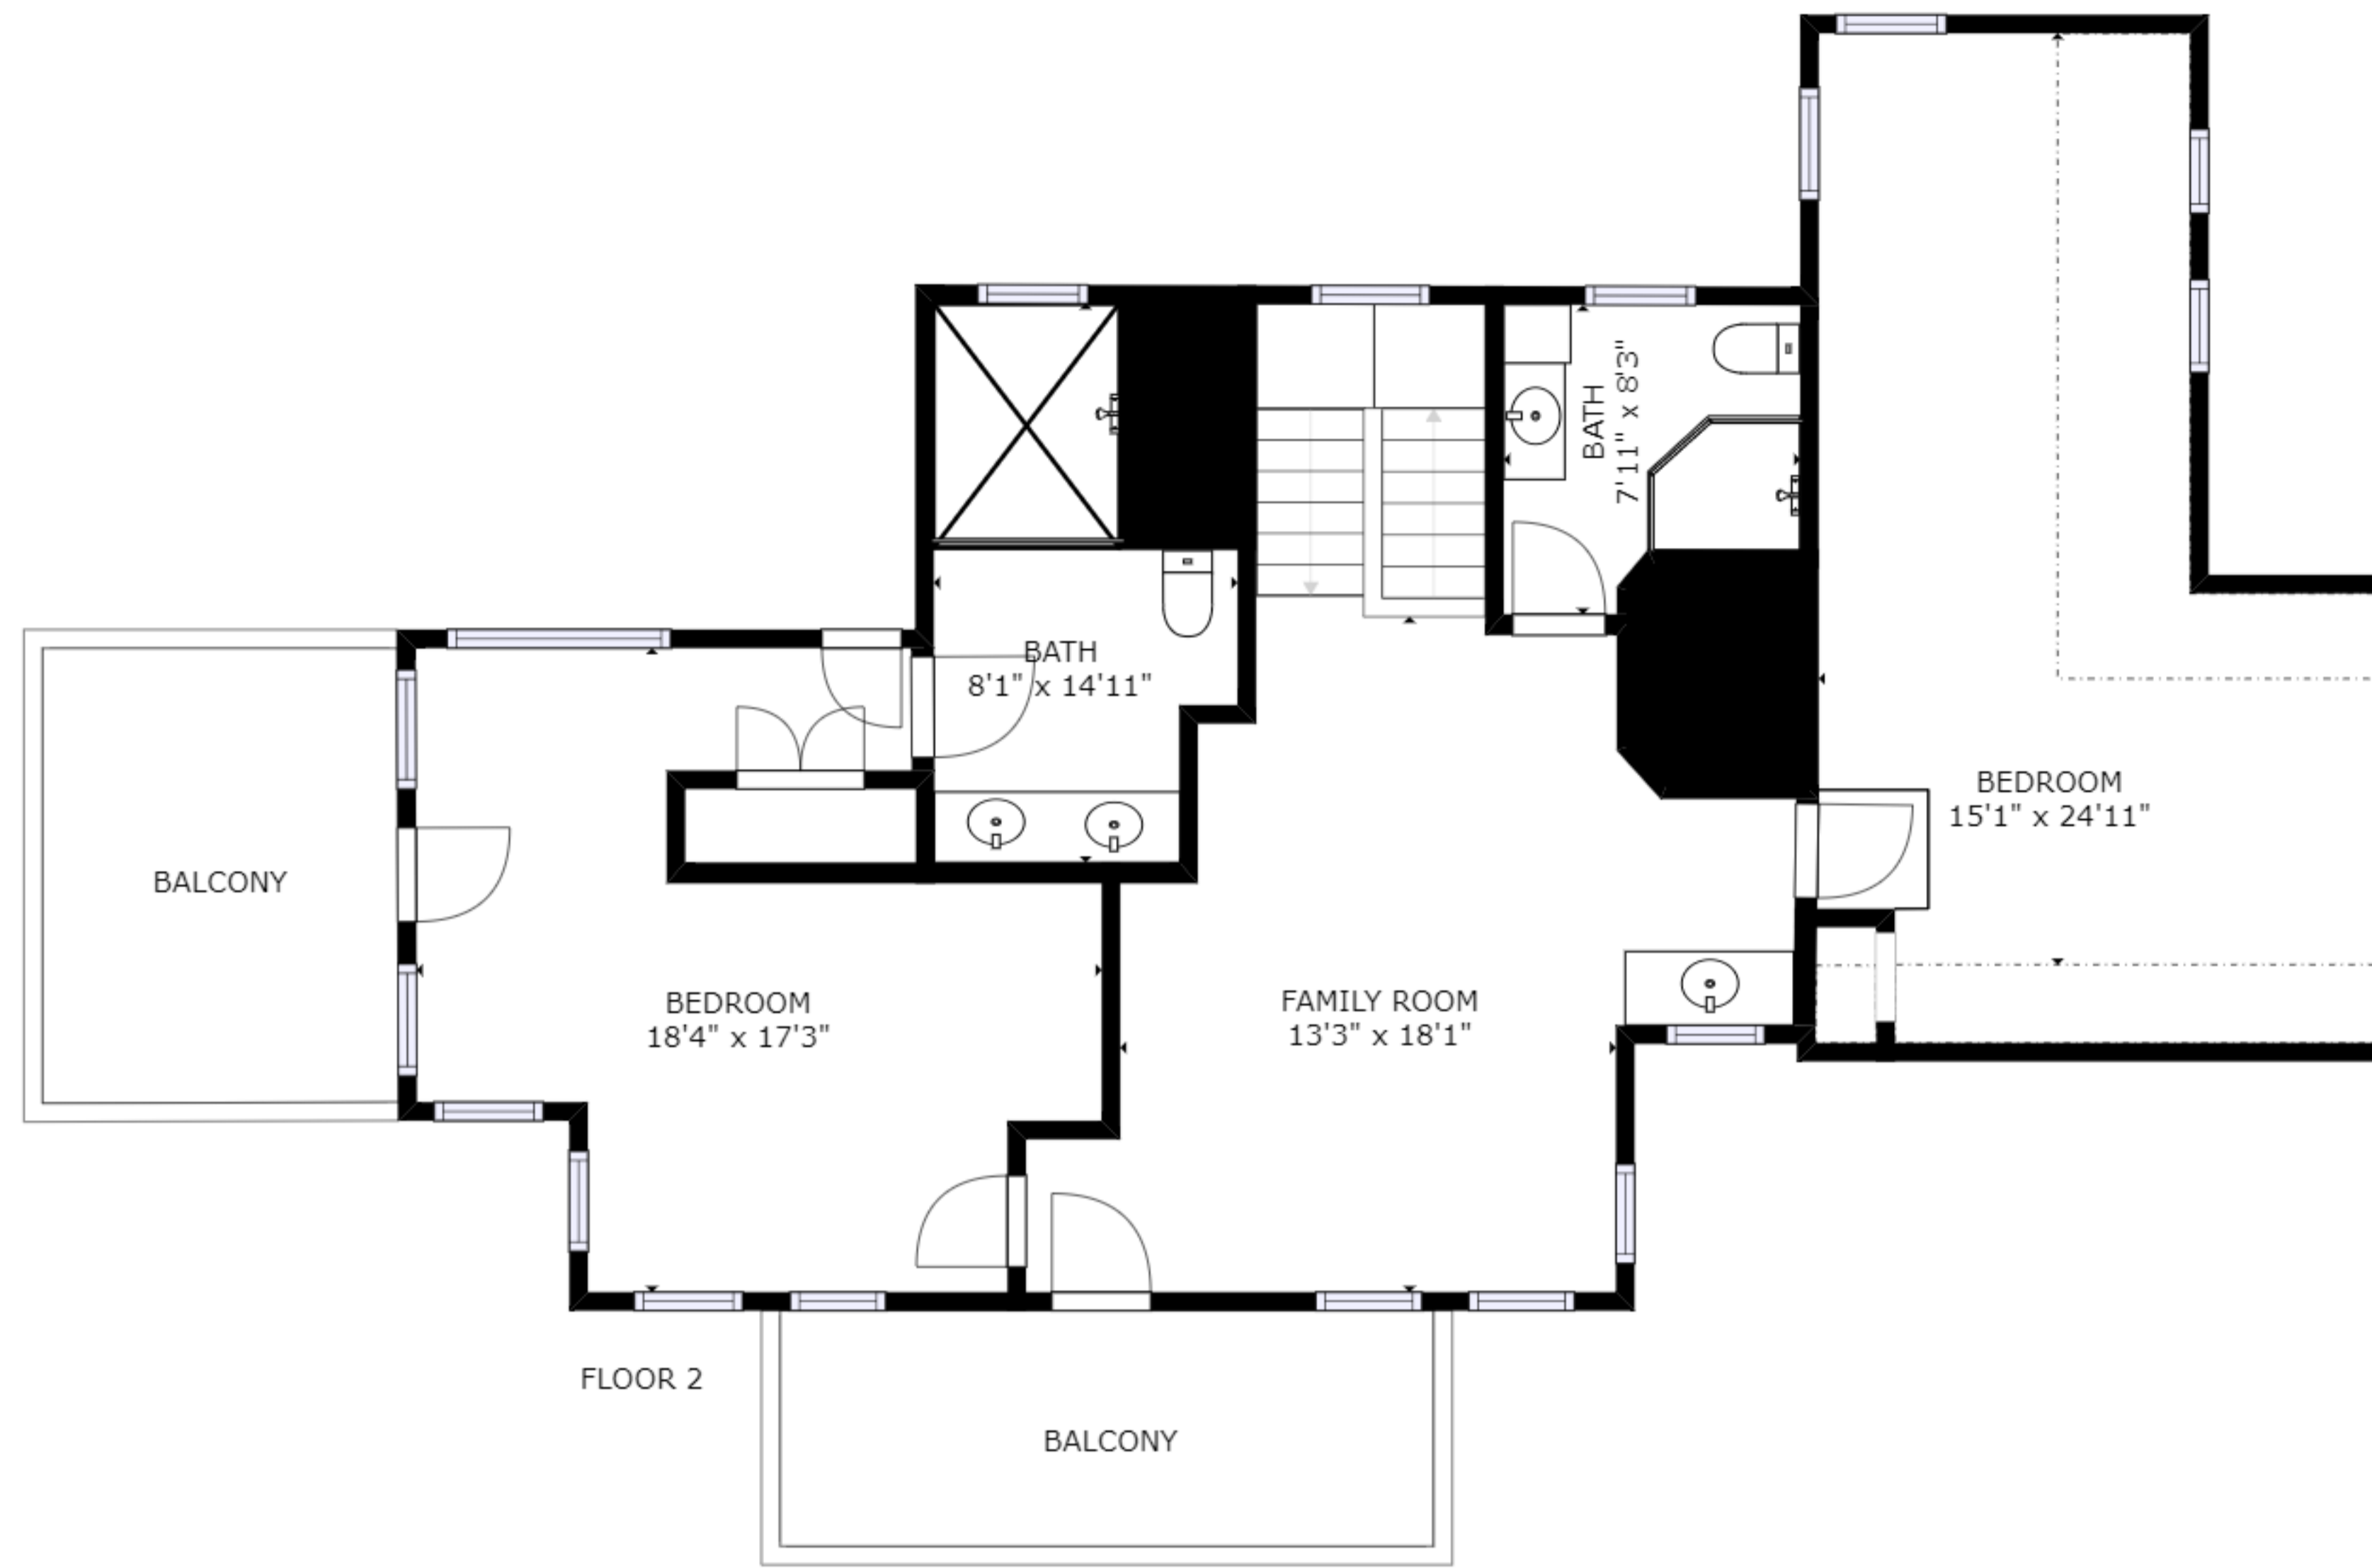 BATH
7'11" x 8'3"
BATH
8'1" x 14'11"
BEDROOM
15'1" x 24'11"
BALCONY
BEDROOM
18'4" x 17'3"
FAMILY ROOM
13'3" x 18'1"
FLOOR 2
BALCONY